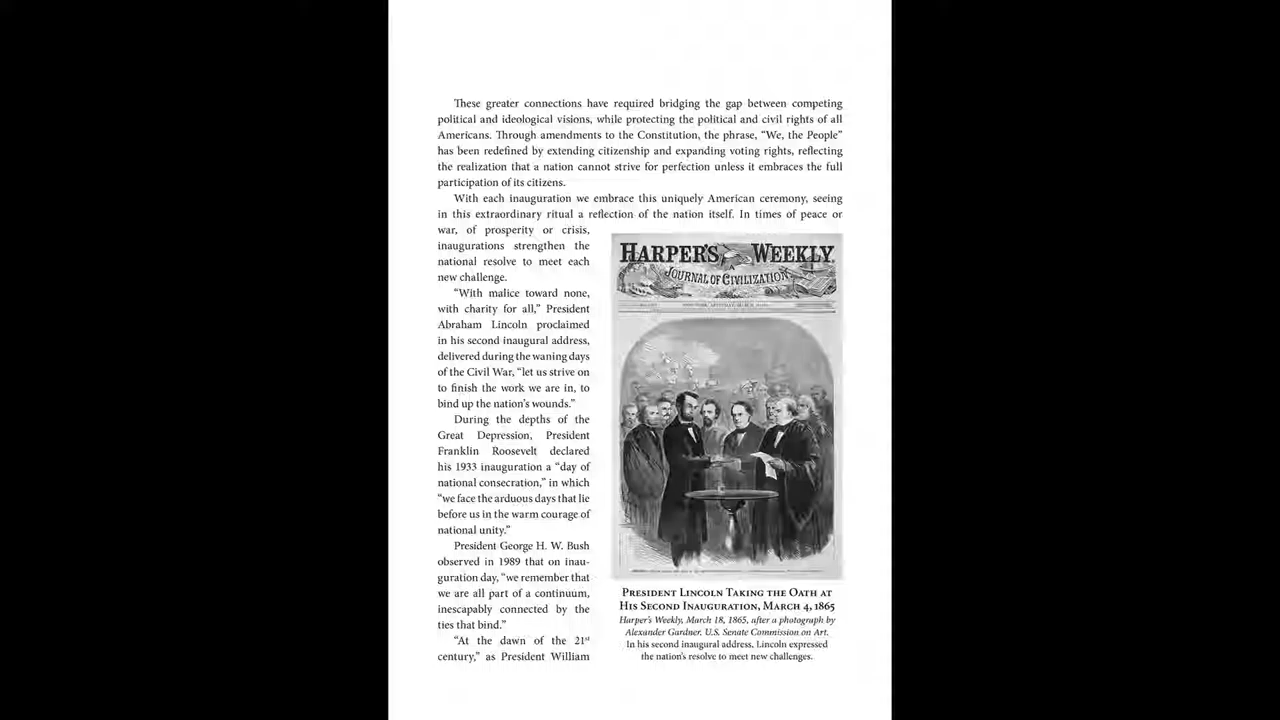 These greater connections have required bridging the gap between competing
political and ideological visions, while protecting the political and civil rights of all
Americans. Through amendments to the Constitution, the phrase, “We, the People”
has been redefined by extending citizenship and expanding voting rights, reflecting
the realization that a nation cannot strive for perfection unless it embraces the full
participation of its citizens.
With each inauguration we embrace this uniquely American ceremony, seeing
in this extraordinary ritual a reflection of the nation itself. In times of peace or
war, of prosperity or crisis,
inaugurations strengthen the
national resolve to meet each
new challenge.
“With malice toward none,
with charity for all,” President
Abraham Lincoln proclaimed
in his second inaugural address,
delivered during the waning days
of the Civil War, “let us strive on
to finish the work we are in, to
bind up the nation’s wounds.”
During the depths of the
Great Depression, President
Franklin Roosevelt declared
his 1933 inauguration a “day of
national consecration,” in which
“we face the arduous days that lie
before us in the warm courage of
national unity.”
President George H. W. Bush
observed in 1989 that on inau-
guration day, “we remember that
we are all part of a continuum,
inescapably connected by the
ties that bind.”
“At the dawn of the 21st
century,” as President William
HARPER'S WEEKLY.
A
JOURNAL OF CIVILIZATION
President Lincoln Taking the Oath at
His Second Inauguration, March 4, 1865
Harper’s Weekly, March 18, 1865, after a photograph by
Alexander Gardner, U.S. Senate Commission on Art.
In his second inaugural address, Lincoln expressed
the nation’s resolve to meet new challenges.